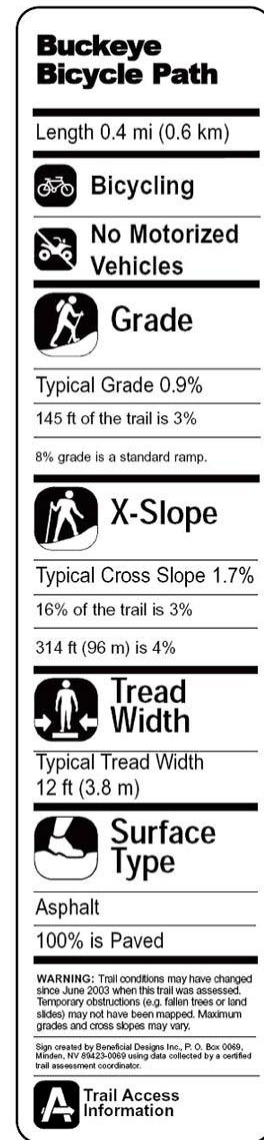 Buckeye
Bicycle Path
Length 0.4 mi (0.6 km)
Bicycling
No Motorized
Vehicles
Grade
Typical Grade 0.9%
145 ft of the trail is 3%
8% grade is a standard ramp.
X-Slope
Typical Cross Slope 1.7%
16% of the trail is 3%
314 ft (96 m) is 4%
Tread
Width
Typical Tread Width
12 ft (3.8 m)
Surface
Type
Asphalt
100% is Paved
WARNING: Trail conditions may have changed
since June 2003 when this trail was assessed.
Temporary obstructions (e.g. fallen trees or land
slides) may not have been mapped. Maximum
grades and cross slopes may vary.
Sign created by Beneficial Designs Inc., P. O. Box 0069,
Minden, NV 89423-0069 using data collected by a certified
trail assessment coordinator.
Trail Access
Information